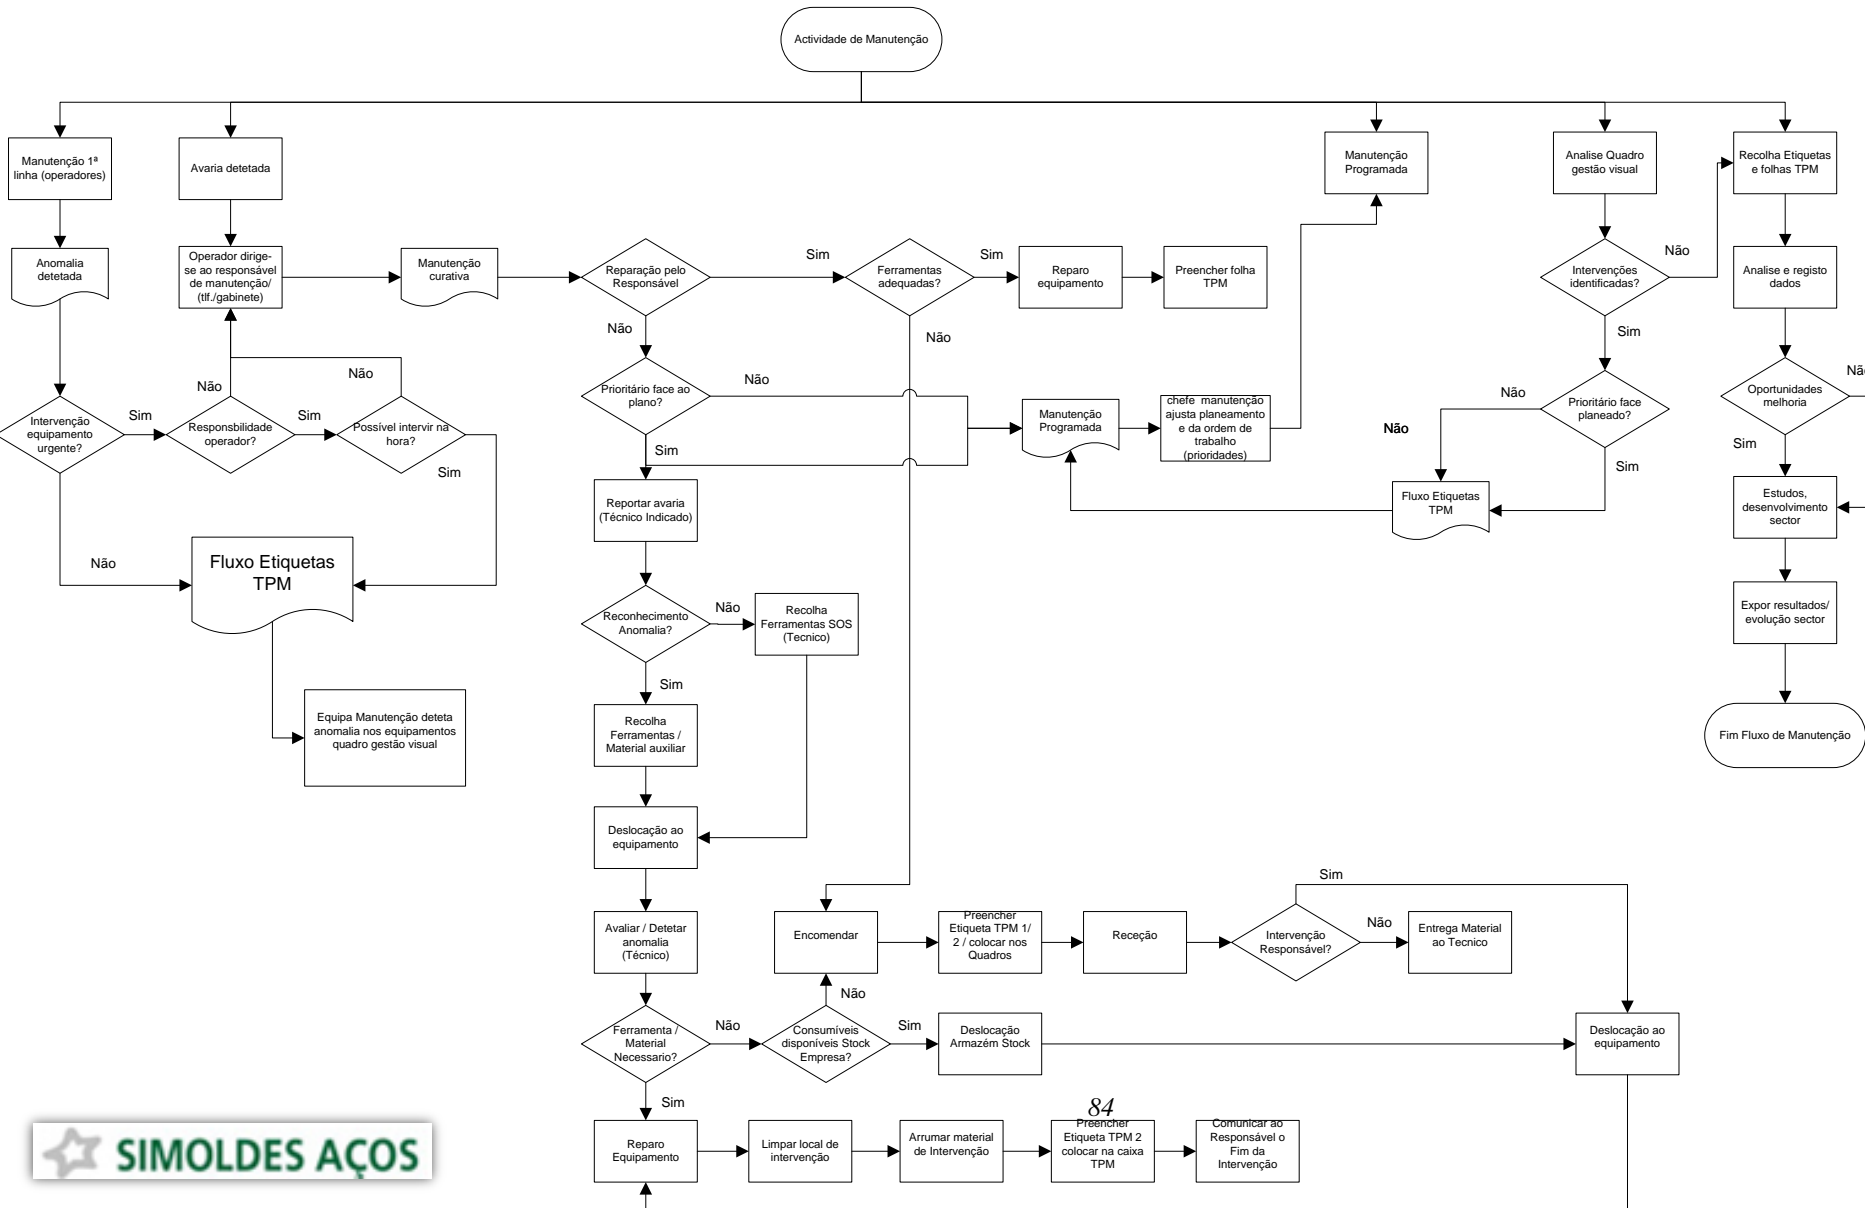 Actividade de Manutenção
Manutenção 1ª
linha (operadores)
Avaria detetada
Manutenção
Programada
Analise Quadro
gestão visual
Recolha Etiquetas
e folhas TPM
Anomalia
detetada
Operador dirige-
se ao responsável
de manutenção/
(tlf./gabinete)
Manutenção
curativa
Reparação pelo
Responsável
Sim
Ferramentas
adequadas?
Sim
Reparo
equipamento
Preencher folha
TPM
Intervenções
identificadas?
Não
Analise e registo
dados
Não
Não
Sim
Não
Não
Prioritário face ao
plano?
Não
Intervenção
equipamento
urgente?
Sim
Responsbilidade
operador?
Sim
Possível intervir na
hora?
Sim
Sim
Manutenção
Programada
chefe manutenção
ajusta planeamento
e da ordem de
trabalho
(prioridades)
Não
Não
Prioritário face
planeado?
Sim
Oportunidades
melhoria
Sim
Reportar avaria
(Técnico Indicado)
Fluxo Etiquetas
TPM
Estudos,
desenvolvimento
sector
Não
Fluxo Etiquetas
TPM
Reconhecimento
Anomalia?
Não
Recolha
Ferramentas SOS
(Tecnico)
Expor resultados/
evolução sector
Sim
Equipa Manutenção deteta
anomalia nos equipamentos
quadro gestão visual
Recolha
Ferramentas /
Material auxiliar
Fim Fluxo de Manutenção
Deslocação ao
equipamento
Avaliar / Detetar
anomalia
(Técnico)
Encomendar
Preencher
Etiqueta TPM 1/
2 / colocar nos
Quadros
Receção
Intervenção
Responsável?
Sim
Não
Entrega Material
ao Tecnico
Não
Ferramenta /
Material
Necessario?
Não
Consumíveis
disponíveis Stock
Empresa?
Sim
Deslocação
Armazém Stock
Deslocação ao
equipamento
Sim
Reparo
Equipamento
Limpar local de
intervenção
Arrumar material
de Intervenção
84
Preencher
Etiqueta TPM 2
colocar na caixa
TPM
Comunicar ao
Responsável o
Fim da
Intervenção
SIMOLDES AÇOS